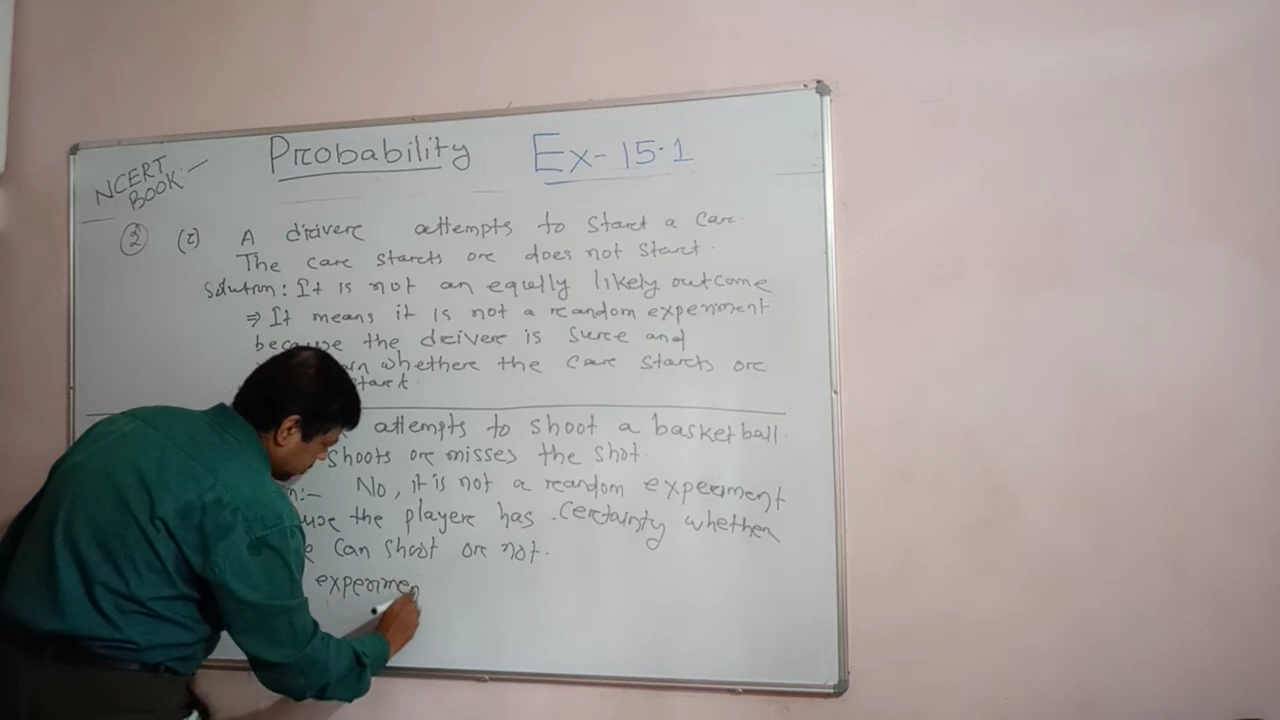 NCERT BOOK:-
Probability Ex-15.1
② (i) A driver attempts to start a car.
The car starts or does not start.
Solution: It is not an equally likely outcome
⇒ It means it is not a random experiment
because the driver is sure and
whether the car starts or
start.
attempts to shoot a basketball.
shoots or misses the shot.
:- No, it is not a random experiment
the player has certainty whether
can shoot or not.
experimen